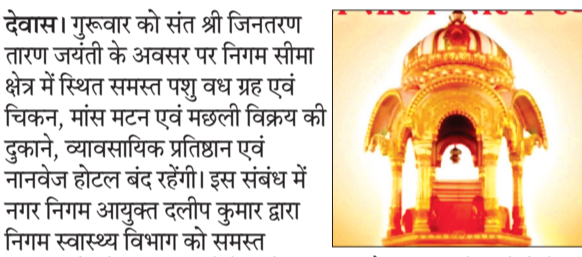 देवास। गुरूवार को संत श्री जिनतरण
तारण जयंती के अवसर पर निगम सीमा
क्षेत्र में स्थित समस्त पशु वध ग्रह एवं
चिकन, मांस मटन एवं मछली विक्रय की
दुकाने, व्यावसायिक प्रतिष्ठान एवं
नानवेज होटल बंद रहेंगी। इस संबंध में
नगर निगम आयुक्त दलीप कुमार द्वारा
निगम स्वास्थ्य विभाग को समस्त